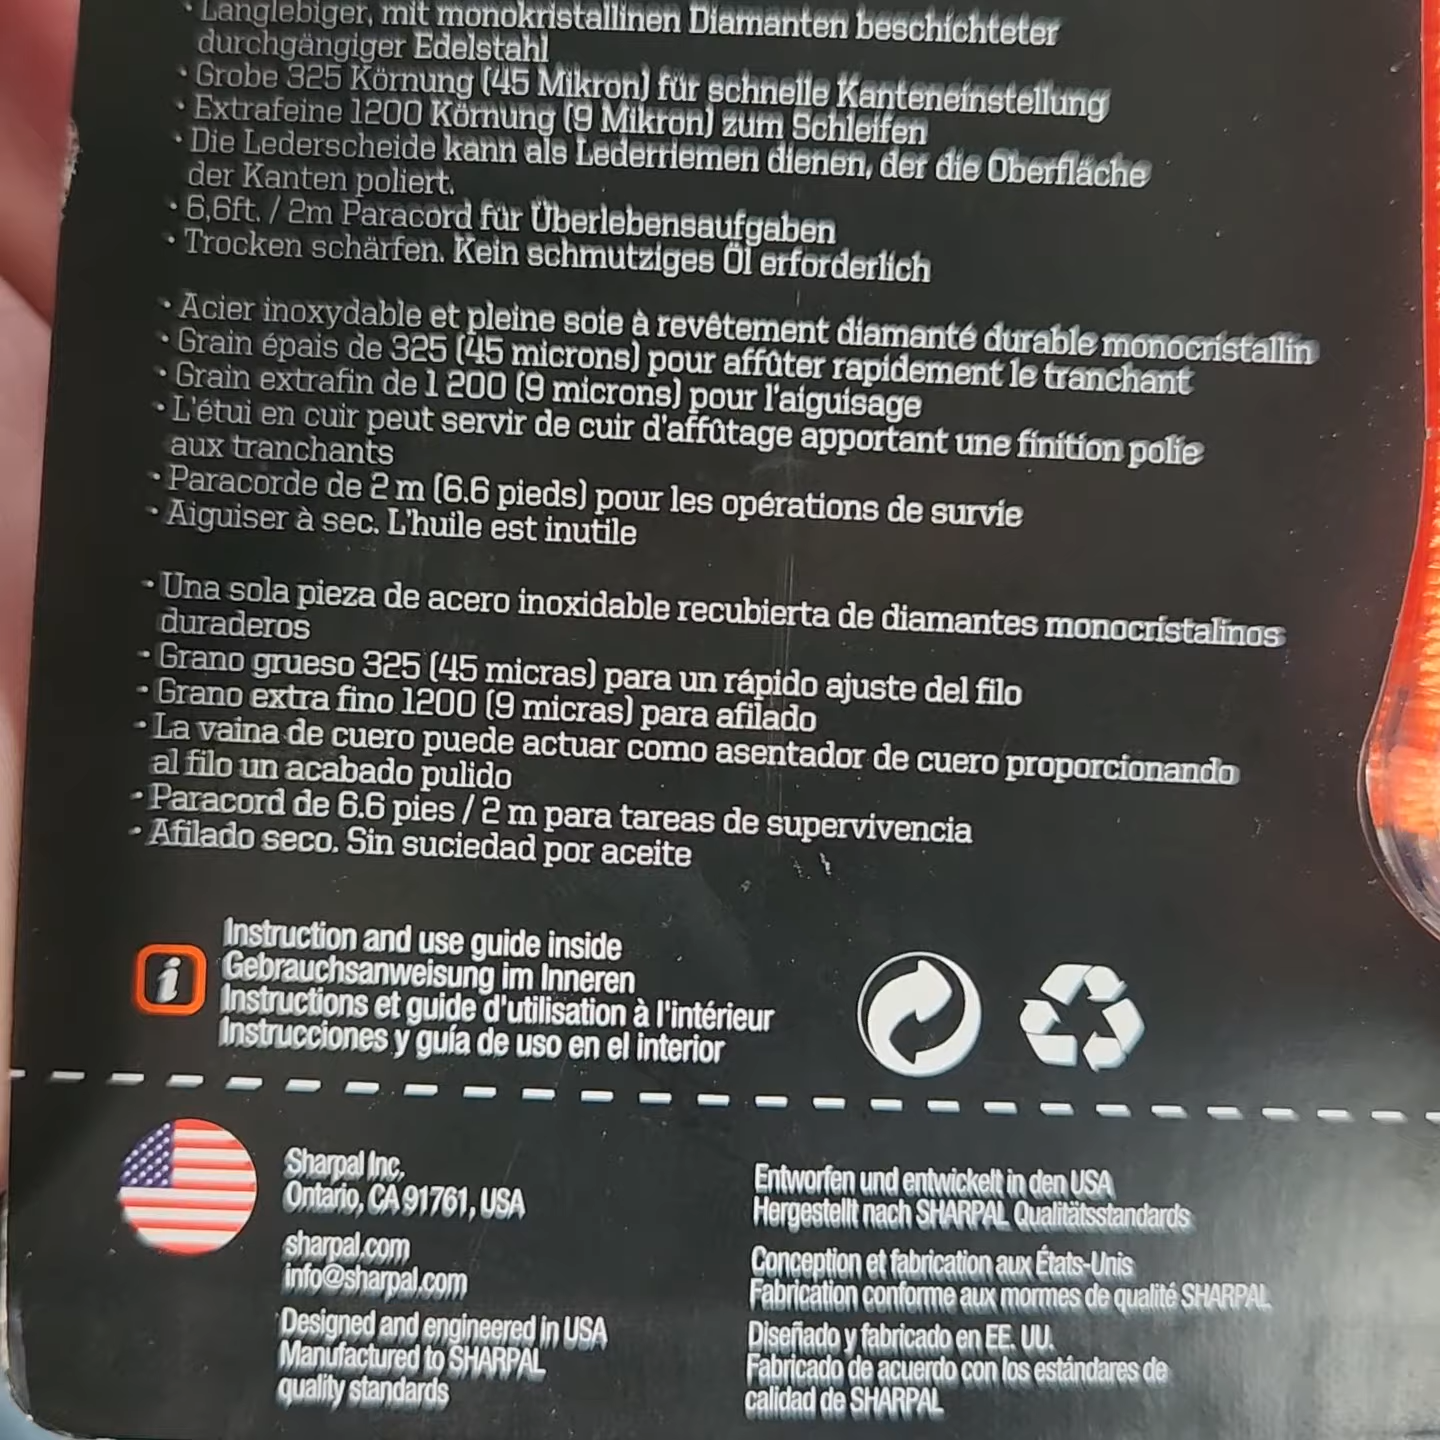 · Langlebiger, mit monokristallinen Diamanten beschichteter
durchgängiger Edelstahl
· Grobe 325 Körnung (45 Mikron) für schnelle Kanteneinstellung
· Extrafeine 1200 Körnung (9 Mikron) zum Schleifen
· Die Lederscheide kann als Lederriemen dienen, der die Oberfläche
der Kanten poliert.
· 6,6ft. / 2m Paracord für Überlebensaufgaben
· Trocken schärfen. Kein schmutziges Öl erforderlich
· Acier inoxydable et pleine soie à revêtement diamanté durable monocristallin
· Grain épais de 325 (45 microns) pour affûter rapidement le tranchant
· Grain extrafin de 1 200 (9 microns) pour l'aiguisage
· L'étui en cuir peut servir de cuir d'affûtage apportant une finition polie
aux tranchants
· Paracorde de 2 m (6.6 pieds) pour les opérations de survie
· Aiguiser à sec. L'huile est inutile
· Una sola pieza de acero inoxidable recubierta de diamantes monocristalinos
duraderos
· Grano grueso 325 (45 micras) para un rápido ajuste del filo
· Grano extra fino 1200 (9 micras) para afilado
· La vaina de cuero puede actuar como asentador de cuero proporcionando
al filo un acabado pulido
· Paracord de 6.6 pies / 2 m para tareas de supervivencia
· Afilado seco. Sin suciedad por aceite
i
Instruction and use guide inside
Gebrauchsanweisung im Inneren
Instructions et guide d'utilisation à l'intérieur
Instrucciones y guía de uso en el interior
Sharpal Inc.
Ontario, CA 91761, USA
sharpal.com
info@sharpal.com
Designed and engineered in USA
Manufactured to SHARPAL
quality standards
Entworfen und entwickelt in den USA
Hergestellt nach SHARPAL Qualitätsstandards
Conception et fabrication aux États-Unis
Fabrication conforme aux mormes de qualité SHARPAL
Diseñado y fabricado en EE. UU.
Fabricado de acuerdo con los estándares de
calidad de SHARPAL